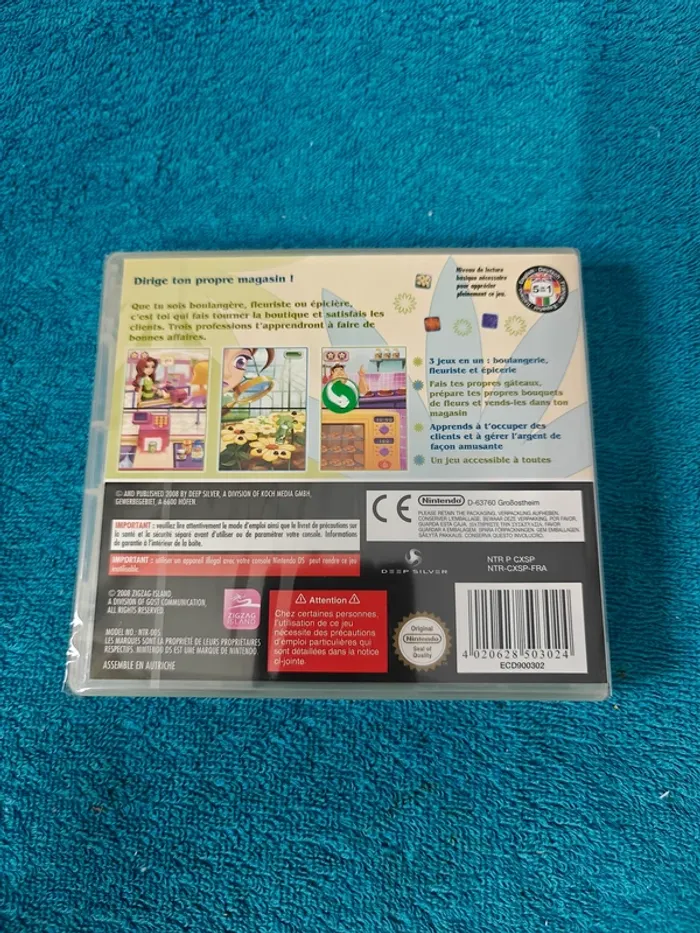 Dirige ton propre magasin !
Niveau de lecture
basique nécessaire
pour apprécier
pleinement ce jeu.
5 en 1
Que tu sois boulangère, fleuriste ou épicière,
c'est toi qui fais tourner la boutique et satisfais les
clients. Trois professions t'apprendront à faire de
bonnes affaires.
3 jeux en un : boulangerie,
fleuriste et épicerie
Fais tes propres gâteaux,
prépare tes propres bouquets
de fleurs et vends-les dans ton
magasin
Apprends à t'occuper des
clients et à gérer l'argent de
façon amusante
Un jeu accessible à toutes
© AND PUBLISHED 2008 BY DEEP SILVER, A DIVISION OF KOCH MEDIA GMBH,
GEWERBEGEBIET, A-6600 HÖFEN
IMPORTANT : veuillez lire attentivement le mode d'emploi ainsi que le livret de précautions sur
la santé et la sécurité séparé avant d'utiliser ou de paramétrer votre console. Informations
de garantie à l'intérieur de la boîte.
IMPORTANT : utiliser un appareil illégal avec votre console Nintendo DS peut rendre ce jeu
inutilisable.
CE
Nintendo D-63760 Großostheim
PLEASE RETAIN THE PACKAGING. VERPACKUNG AUFHEBEN.
CONSERVER L'EMBALLAGE. BEWAAR DEZE VERPAKKING.
DEEP SILVER
NTR P CXSP
NTR-CXSP-FRA
© 2008 ZIGZAG ISLAND,
A DIVISION OF GOST COMMUNICATION,
ALL RIGHTS RESERVED.
ZIGZAG
ISLAND
MODEL NO.: NTR-005
LES MARQUES SONT LA PROPRIÉTÉ DE LEURS PROPRIÉTAIRES
RESPECTIFS. NINTENDO DS EST UNE MARQUE DE NINTENDO.
ASSEMBLE EN AUTRICHE
Attention
Chez certaines personnes,
l'utilisation de ce jeu
nécessite des précautions
d'emploi particulières qui
sont détaillées dans la notice
ci-jointe.
Original
Nintendo
Seal of
Quality
4 020628 503024
ECD900302